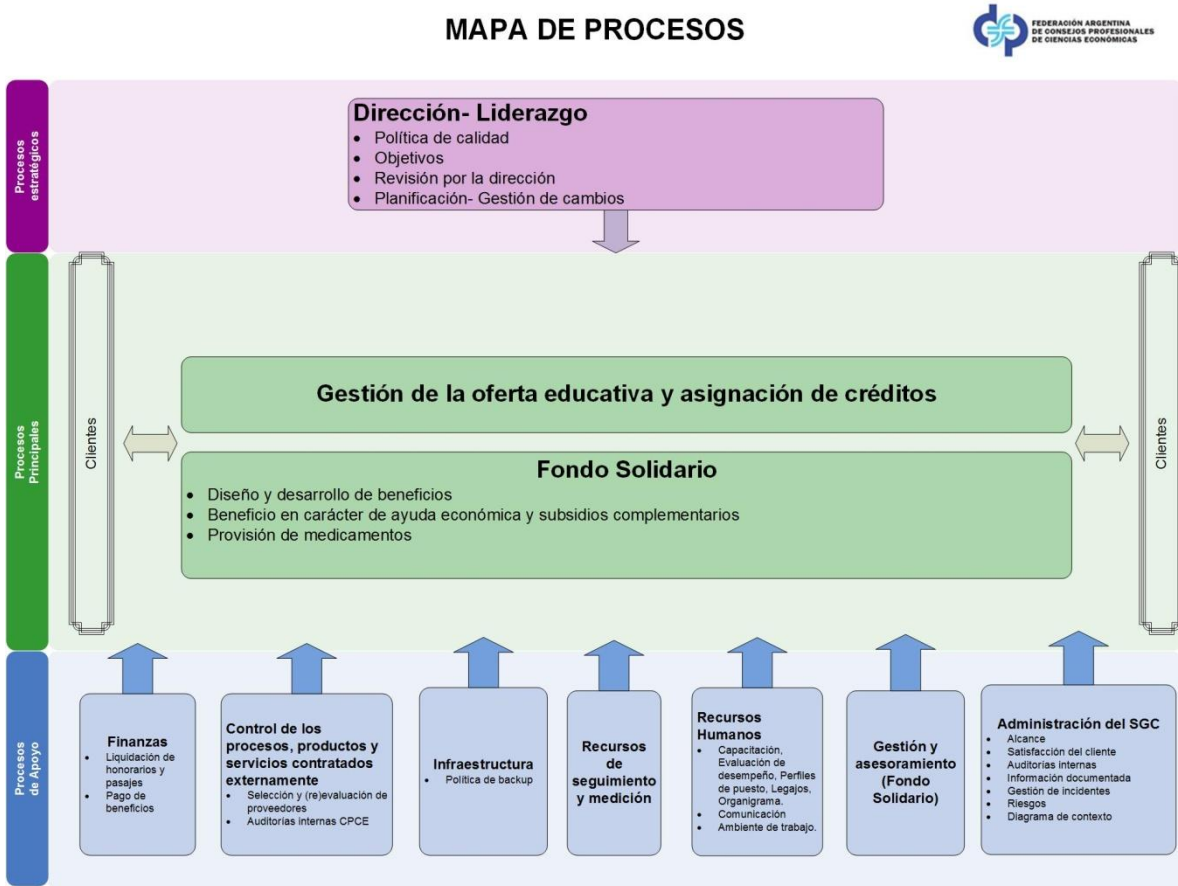 MAPA DE PROCESOS
FEDERACIÓN ARGENTINA
DE CONSEJOS PROFESIONALES
DE CIENCIAS ECONÓMICAS
Procesos
estratégicos
Dirección- Liderazgo
• Política de calidad
• Objetivos
• Revisión por la dirección
• Planificación- Gestión de cambios
Procesos
Principales
Clientes
Gestión de la oferta educativa y asignación de créditos
Fondo Solidario
• Diseño y desarrollo de beneficios
• Beneficio en carácter de ayuda económica y subsidios complementarios
• Provisión de medicamentos
Clientes
Procesos
de Apoyo
Finanzas
• Liquidación de
honorarios y
pasajes
• Pago de
beneficios
Control de los
procesos, productos y
servicios contratados
externamente
• Selección y (re)evaluación de
proveedores
• Auditorías internas CPCE
Infraestructura
• Política de backup
Recursos
de
seguimiento
y medición
Recursos
Humanos
• Capacitación,
Evaluación de
desempeño, Perfiles
de puesto, Legajos,
Organigrama.
• Comunicación
• Ambiente de trabajo.
Gestión y
asesoramiento
(Fondo
Solidario)
Administración del SGC
• Alcance
• Satisfacción del cliente
• Auditorías internas
• Información documentada
• Gestión de incidentes
• Riesgos
• Diagrama de contexto